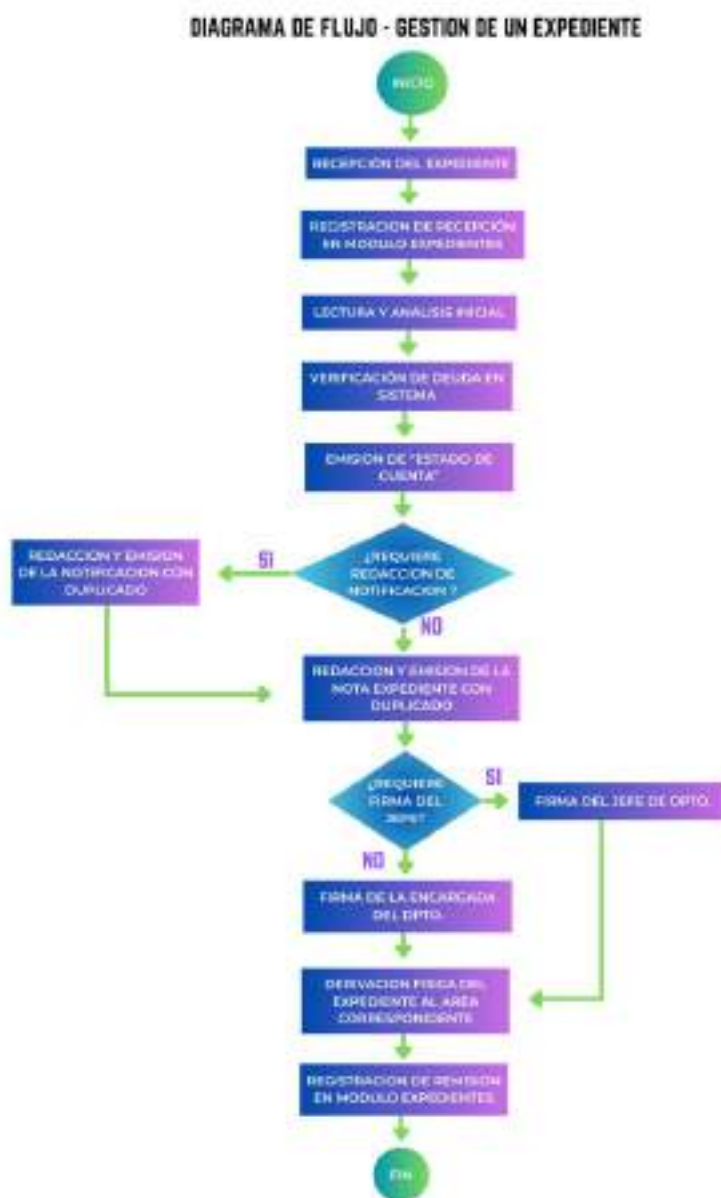 DIAGRAMA DE FLUJO - GESTION DE UN EXPEDIENTE
INICIO
RECEPCIÓN DEL EXPEDIENTE
REGISTRACION DE RECEPCIÓN
EN MODULO EXPEDIENTES
LECTURA Y ANALISIS INICIAL
VERIFICACIÓN DE DEUDA EN
SISTEMA
EMISION DE "ESTADO DE
CUENTA"
¿REQUIERE
REDACCION DE
NOTIFICACION ?
SI
REDACCION Y EMISION
DE LA NOTIFICACION CON
DUPLICADO
NO
REDACCION Y EMISION DE LA
NOTA EXPEDIENTE CON
DUPLICADO
¿REQUIERE
FIRMA DEL
JEFE?
SI
FIRMA DEL JEFE DE DPTO.
NO
FIRMA DE LA ENCARGADA
DEL DPTO.
DERIVACION FISICA DEL
EXPEDIENTE AL AREA
CORRESPONDIENTE
REGISTRACION DE REMISIÓN
EN MODULO EXPEDIENTES
FIN